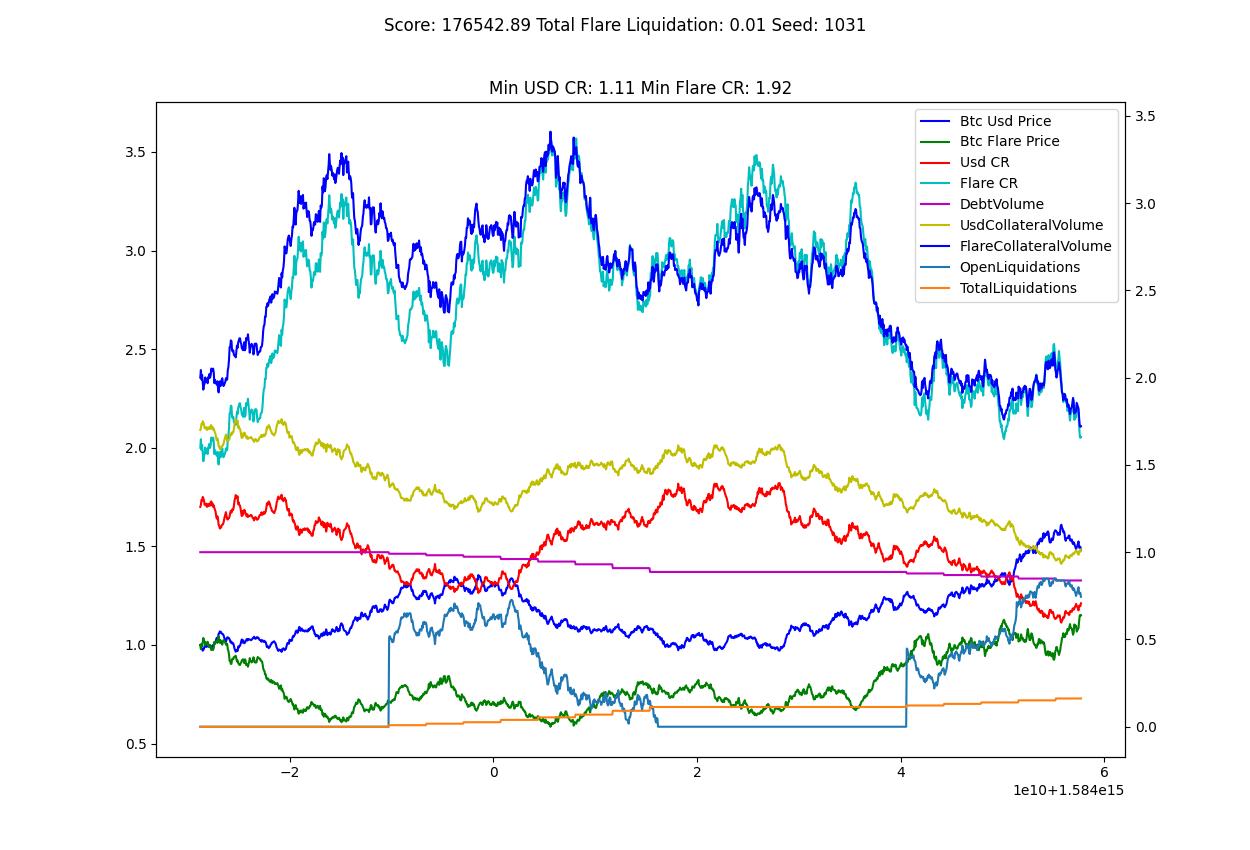 Score: 176542.89 Total Flare Liquidation: 0.01 Seed: 1031
Min USD CR: 1.11 Min Flare CR: 1.92
Btc Usd Price
Btc Flare Price
Usd CR
Flare CR
DebtVolume
UsdCollateralVolume
FlareCollateralVolume
OpenLiquidations
TotalLiquidations
3.5
3.0
2.5
2.0
1.5
1.0
0.5
3.5
3.0
2.5
2.0
1.5
1.0
0.5
0.0
−2
0
2
4
6
1e10+1.584e15